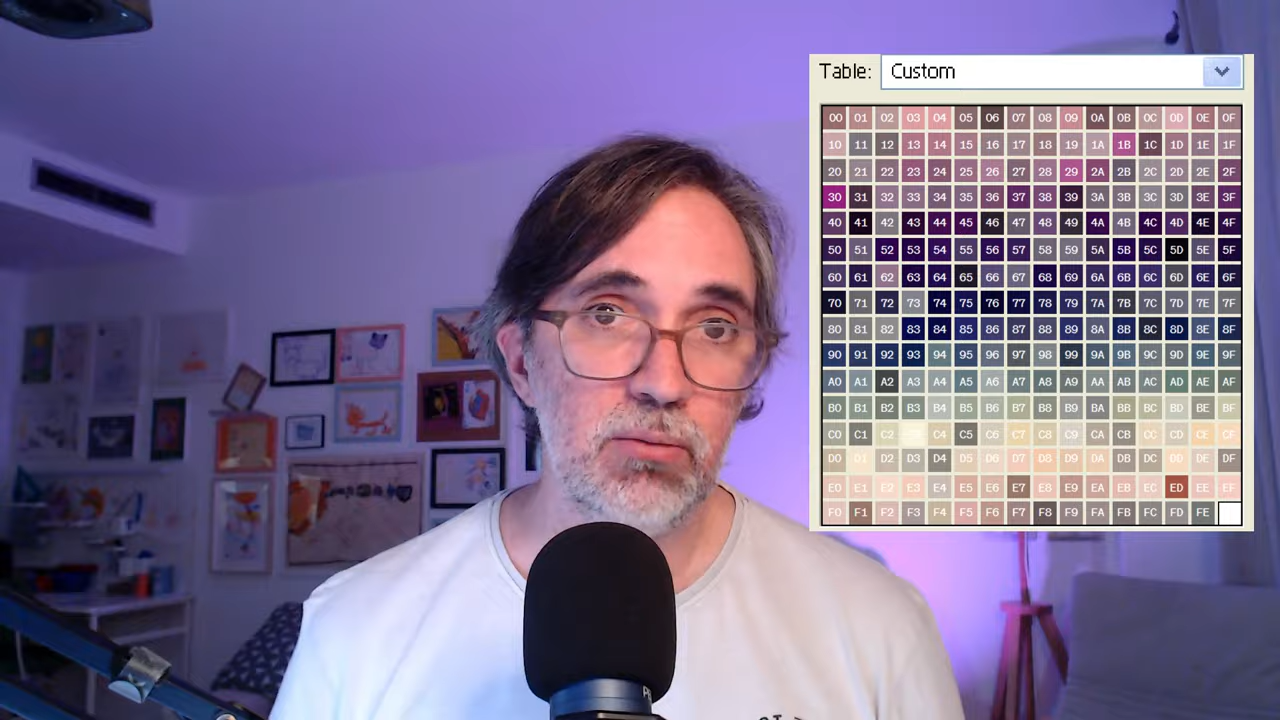 Table: Custom
00 01 02 03 04 05 06 07 08 09 0A 0B 0C 0D 0E 0F
10 11 12 13 14 15 16 17 18 19 1A 1B 1C 1D 1E 1F
20 21 22 23 24 25 26 27 28 29 2A 2B 2C 2D 2E 2F
30 31 32 33 34 35 36 37 38 39 3A 3B 3C 3D 3E 3F
40 41 42 43 44 45 46 47 48 49 4A 4B 4C 4D 4E 4F
50 51 52 53 54 55 56 57 58 59 5A 5B 5C 5D 5E 5F
60 61 62 63 64 65 66 67 68 69 6A 6B 6C 6D 6E 6F
70 71 72 73 74 75 76 77 78 79 7A 7B 7C 7D 7E 7F
80 81 82 83 84 85 86 87 88 89 8A 8B 8C 8D 8E 8F
90 91 92 93 94 95 96 97 98 99 9A 9B 9C 9D 9E 9F
A0 A1 A2 A3 A4 A5 A6 A7 A8 A9 AA AB AC AD AE AF
B0 B1 B2 B3 B4 B5 B6 B7 B8 B9 BA BB BC BD BE BF
C0 C1 C2 C4 C5 C6 C7 C8 C9 CA CB CC CD CE CF
D0 D1 D2 D3 D4 D5 D6 D7 D8 D9 DA DB DC DD DE DF
E0 E1 E2 E3 E4 E5 E6 E7 E8 E9 EA EB EC ED EE EF
F0 F1 F2 F3 F4 F5 F6 F7 F8 F9 FA FB FC FD FE